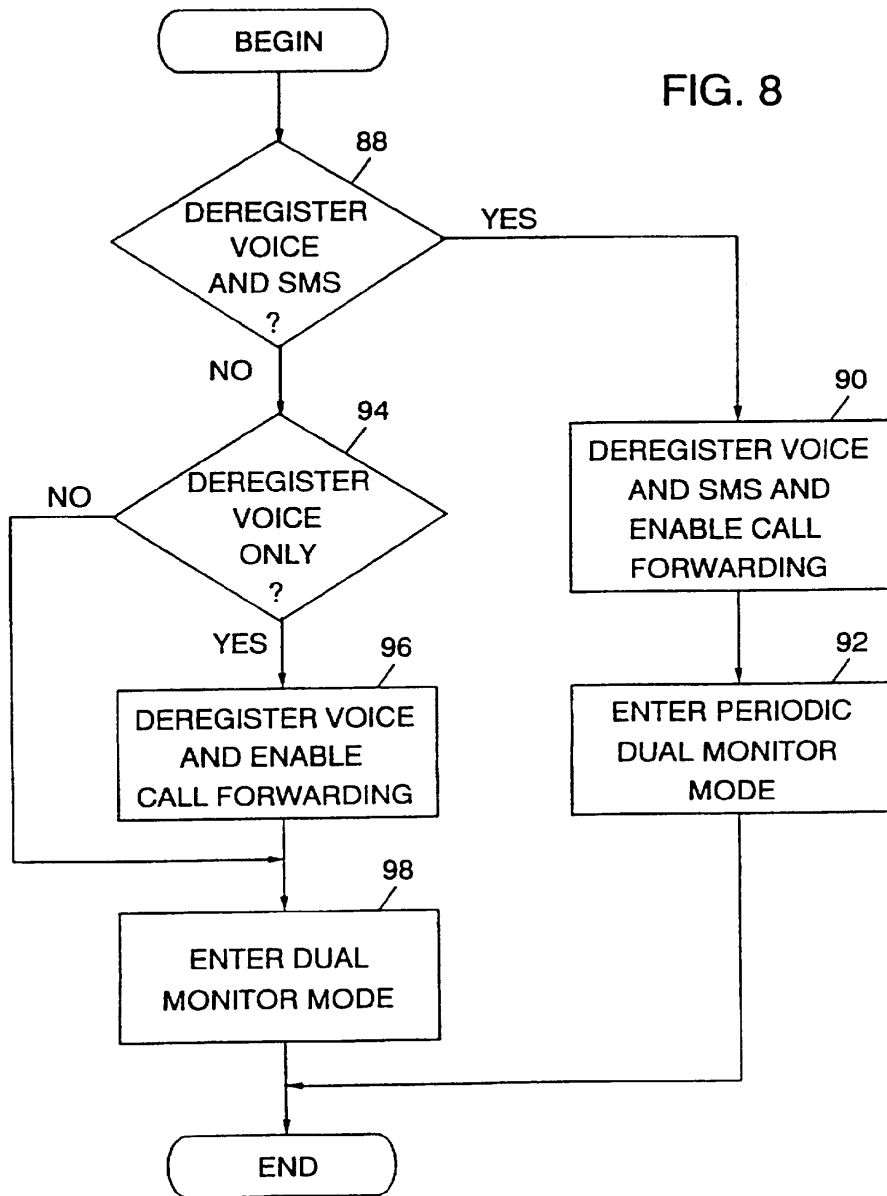 BEGIN
FIG. 8
88
DEREGISTER
VOICE
AND SMS
?
YES
NO
94
DEREGISTER
VOICE
ONLY
?
NO
YES
90
DEREGISTER VOICE
AND SMS AND
ENABLE CALL
FORWARDING
96
DEREGISTER VOICE
AND ENABLE
CALL FORWARDING
92
ENTER PERIODIC
DUAL MONITOR
MODE
98
ENTER DUAL
MONITOR MODE
END